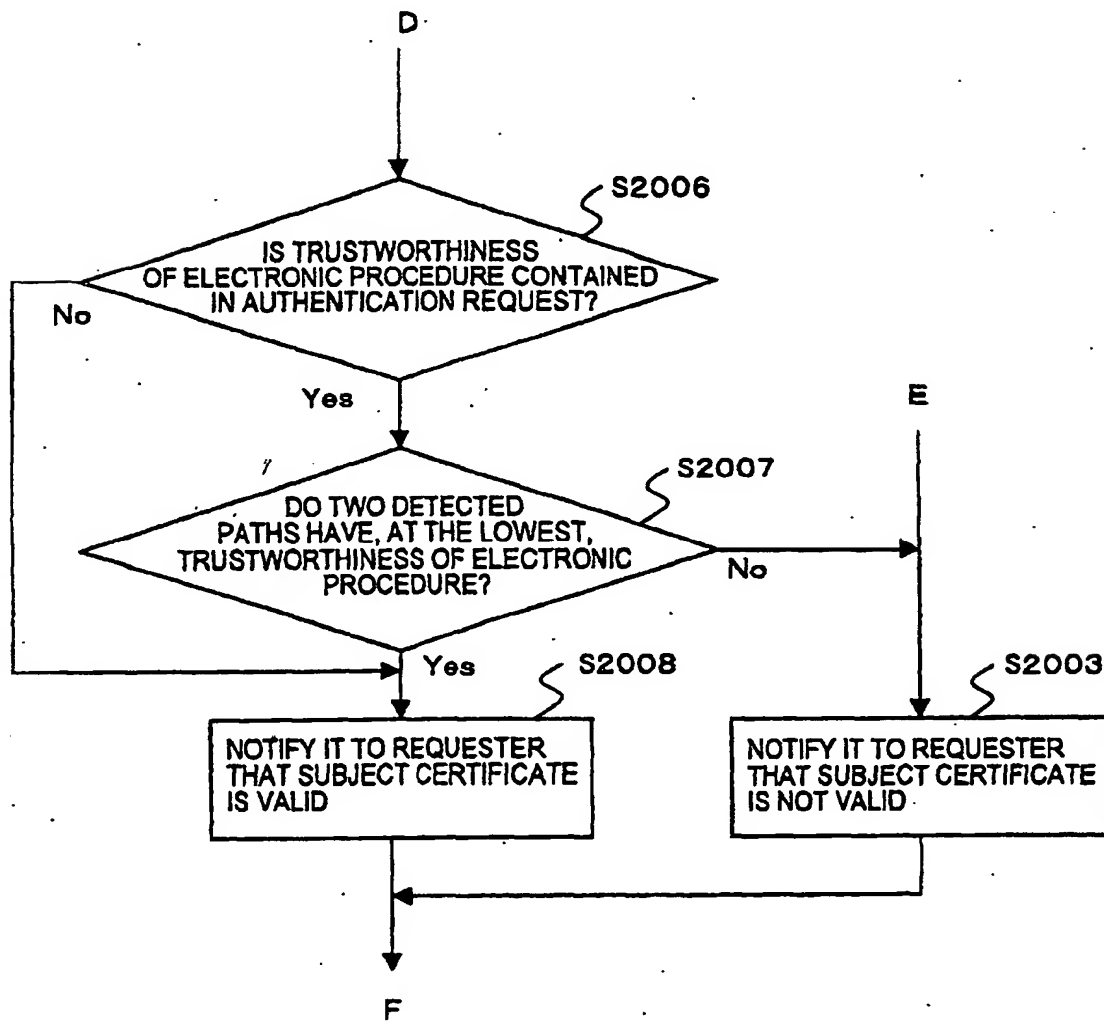 D
S2006
IS TRUSTWORTHINESS
OF ELECTRONIC PROCEDURE CONTAINED
IN AUTHENTICATION REQUEST?
No
Yes
E
S2007
DO TWO DETECTED
PATHS HAVE, AT THE LOWEST,
TRUSTWORTHINESS OF ELECTRONIC
PROCEDURE?
No
Yes
S2008
S2003
NOTIFY IT TO REQUESTER
THAT SUBJECT CERTIFICATE
IS VALID
NOTIFY IT TO REQUESTER
THAT SUBJECT CERTIFICATE
IS NOT VALID
F